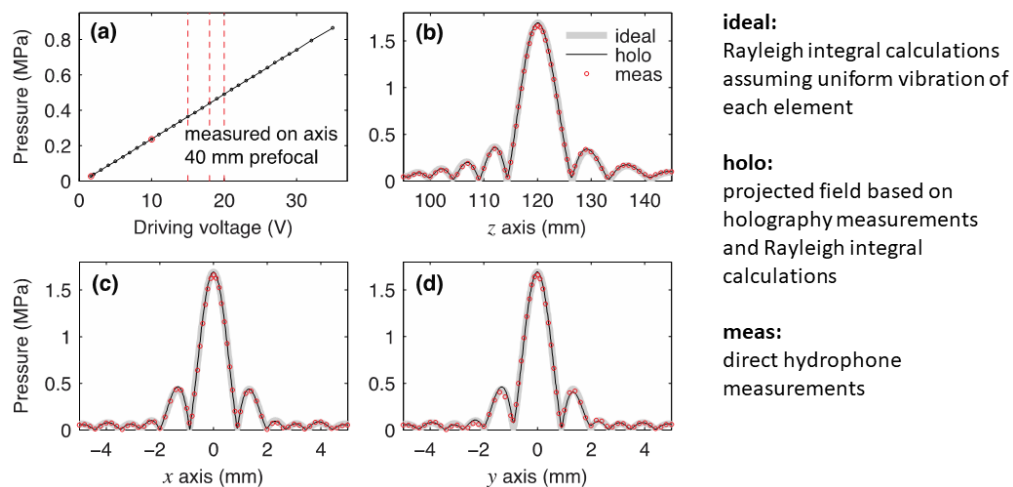 (a)
Pressure (MPa)
0.8
0.6
0.4
0.2
0
measured on axis
40 mm prefocal
0 10 20 30
Driving voltage (V)
(b)
1.5
1
0.5
0
ideal
holo
meas
100 110 120 130 140
z axis (mm)
(c)
Pressure (MPa)
1.5
1
0.5
0
−4 −2 0 2 4
x axis (mm)
(d)
1.5
1
0.5
0
−4 −2 0 2 4
y axis (mm)
ideal:
Rayleigh integral calculations
assuming uniform vibration of
each element
holo:
projected field based on
holography measurements
and Rayleigh integral
calculations
meas:
direct hydrophone
measurements